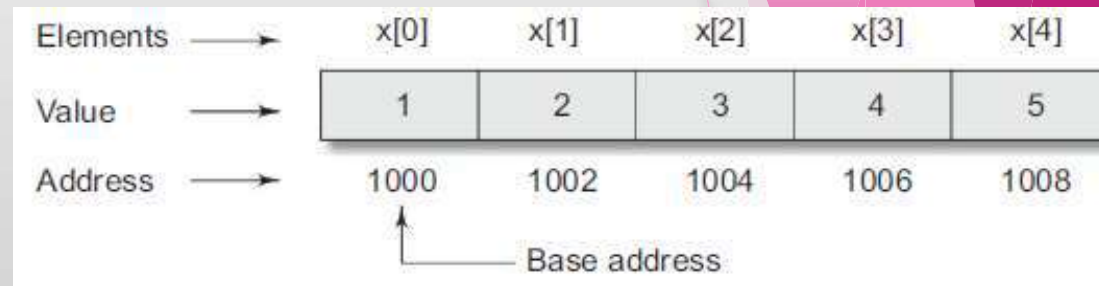 Elements x[0] x[1] x[2] x[3] x[4]
Value 1 2 3 4 5
Address 1000 1002 1004 1006 1008
Base address